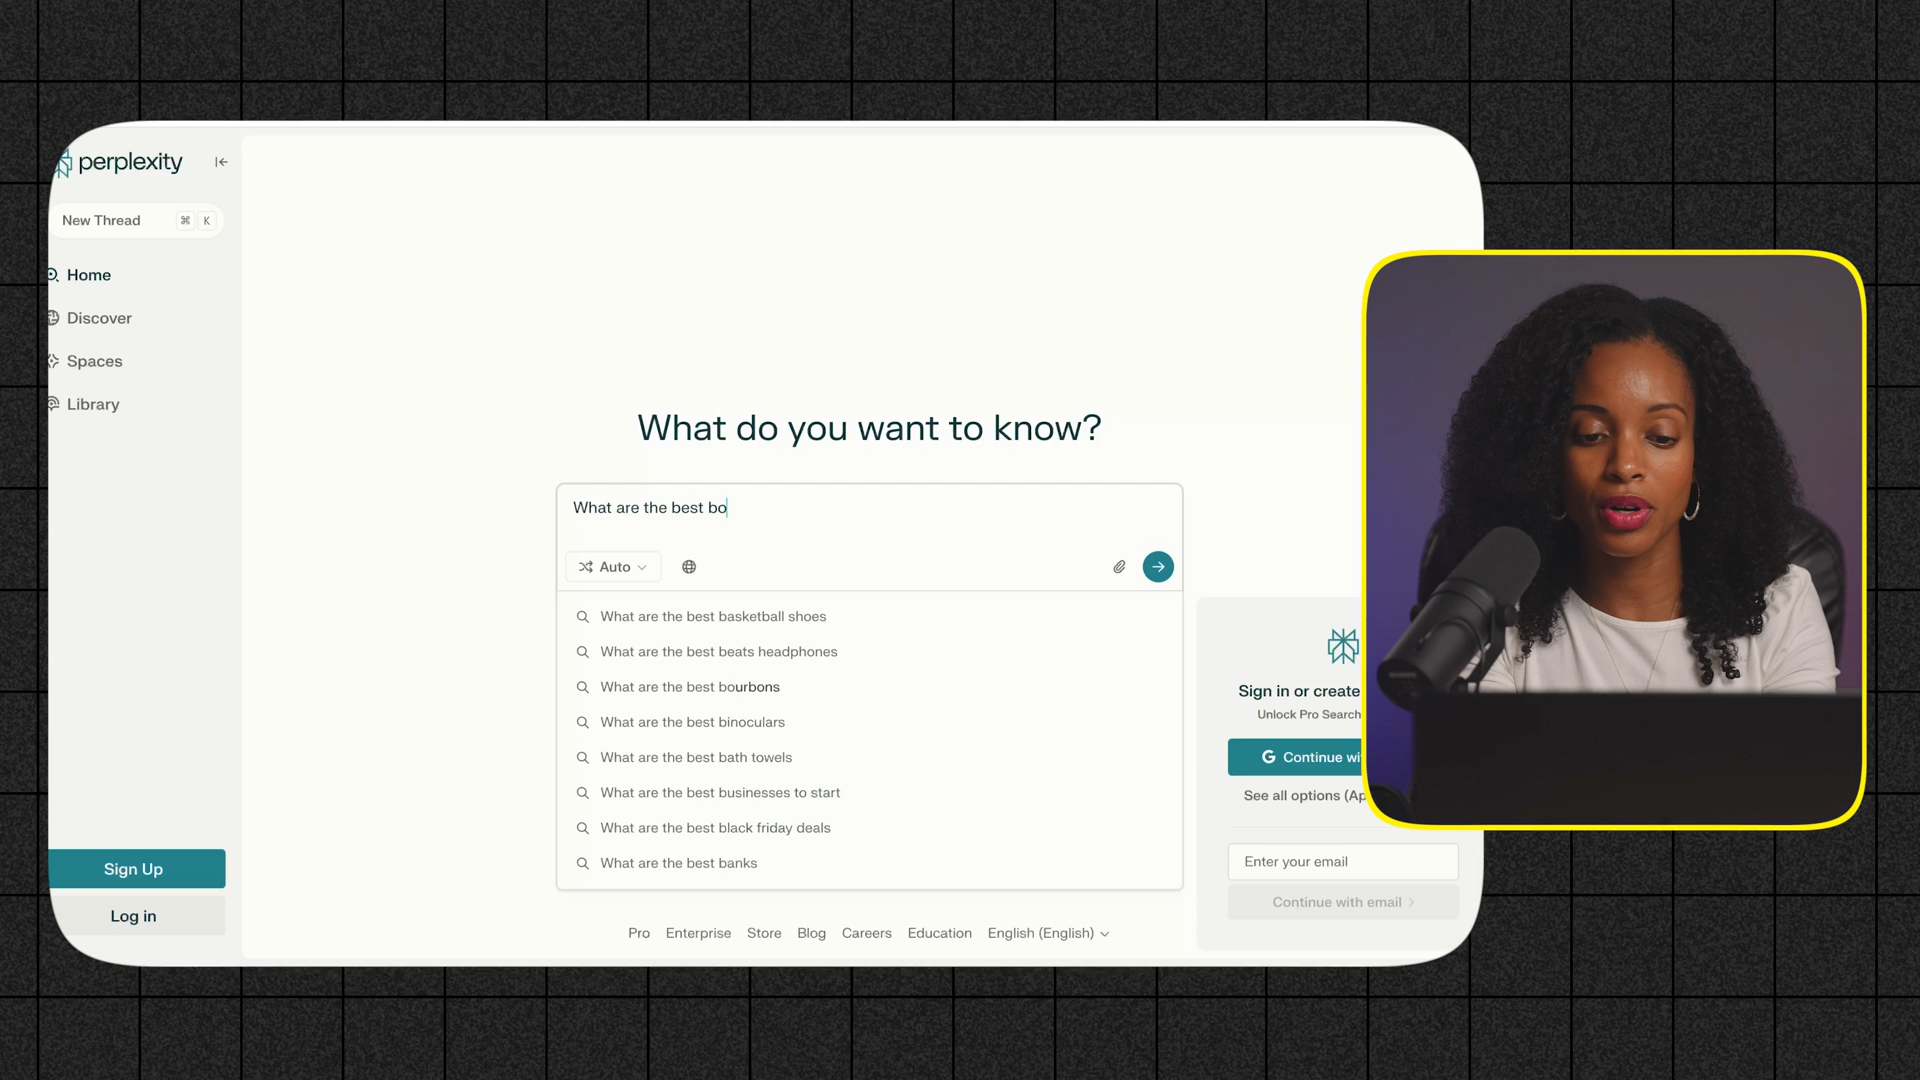 perplexity
New Thread
⌘ K
Home
Discover
Spaces
Library
Sign Up
Log in
What do you want to know?
What are the best bo
Auto
What are the best basketball shoes
What are the best beats headphones
What are the best bourbons
What are the best binoculars
What are the best bath towels
What are the best businesses to start
What are the best black friday deals
What are the best banks
Pro Enterprise Store Blog Careers Education English (English)
Sign in or create
Unlock Pro Search
G Continue wi
See all options (Ap
Enter your email
Continue with email